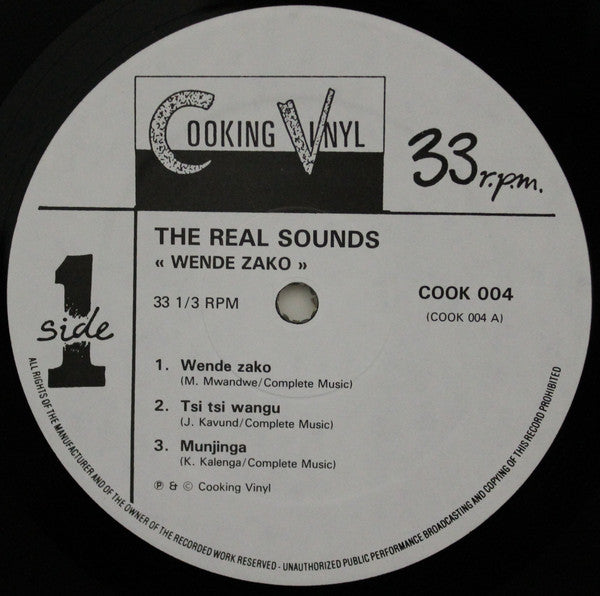 COOKING VINYL
33 r.p.m.
THE REAL SOUNDS
« WENDE ZAKO »
33 1/3 RPM
COOK 004
(COOK 004 A)
1
side
1. Wende zako
(M. Mwandwe/Complete Music)
2. Tsi tsi wangu
(J. Kavund/Complete Music)
3. Munjinga
(K. Kalenga/Complete Music)
℗ & © Cooking Vinyl
ALL RIGHTS OF THE MANUFACTURER AND OF THE OWNER OF THE RECORDED WORK RESERVED - UNAUTHORIZED PUBLIC PERFORMANCE BROADCASTING AND COPYING OF THIS RECORD PROHIBITED